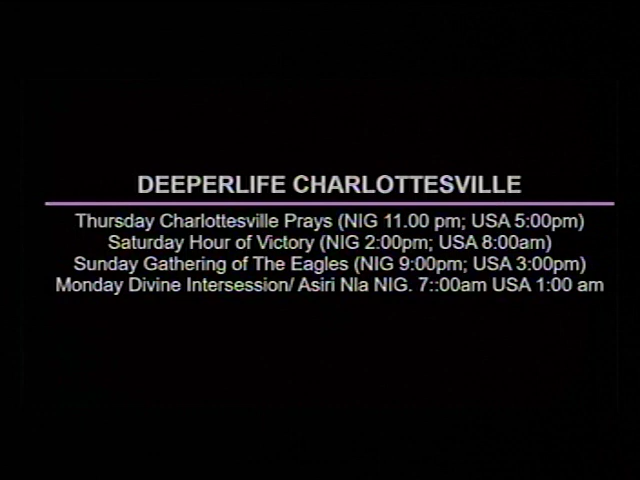 DEEPERLIFE CHARLOTTESVILLE
Thursday Charlottesville Prays (NIG 11.00 pm; USA 5:00pm)
Saturday Hour of Victory (NIG 2:00pm; USA 8:00am)
Sunday Gathering of The Eagles (NIG 9:00pm; USA 3:00pm)
Monday Divine Intersession/ Asiri Nla NIG. 7::00am USA 1:00 am